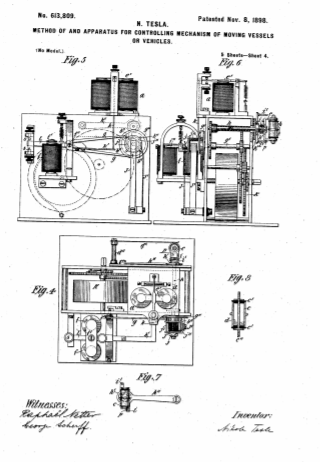 No. 613,809.
Patented Nov. 8, 1898.
N. TESLA.
METHOD OF AND APPARATUS FOR CONTROLLING MECHANISM OF MOVING VESSELS
OR VEHICLES.
(No Model.)
5 Sheets—Sheet 4.
Fig. 5
Fig. 6
Fig. 4
Fig. 8
Fig. 7
Witnesses:
Raphaël Netter
George Scherff
Inventor:
Nikola Tesla